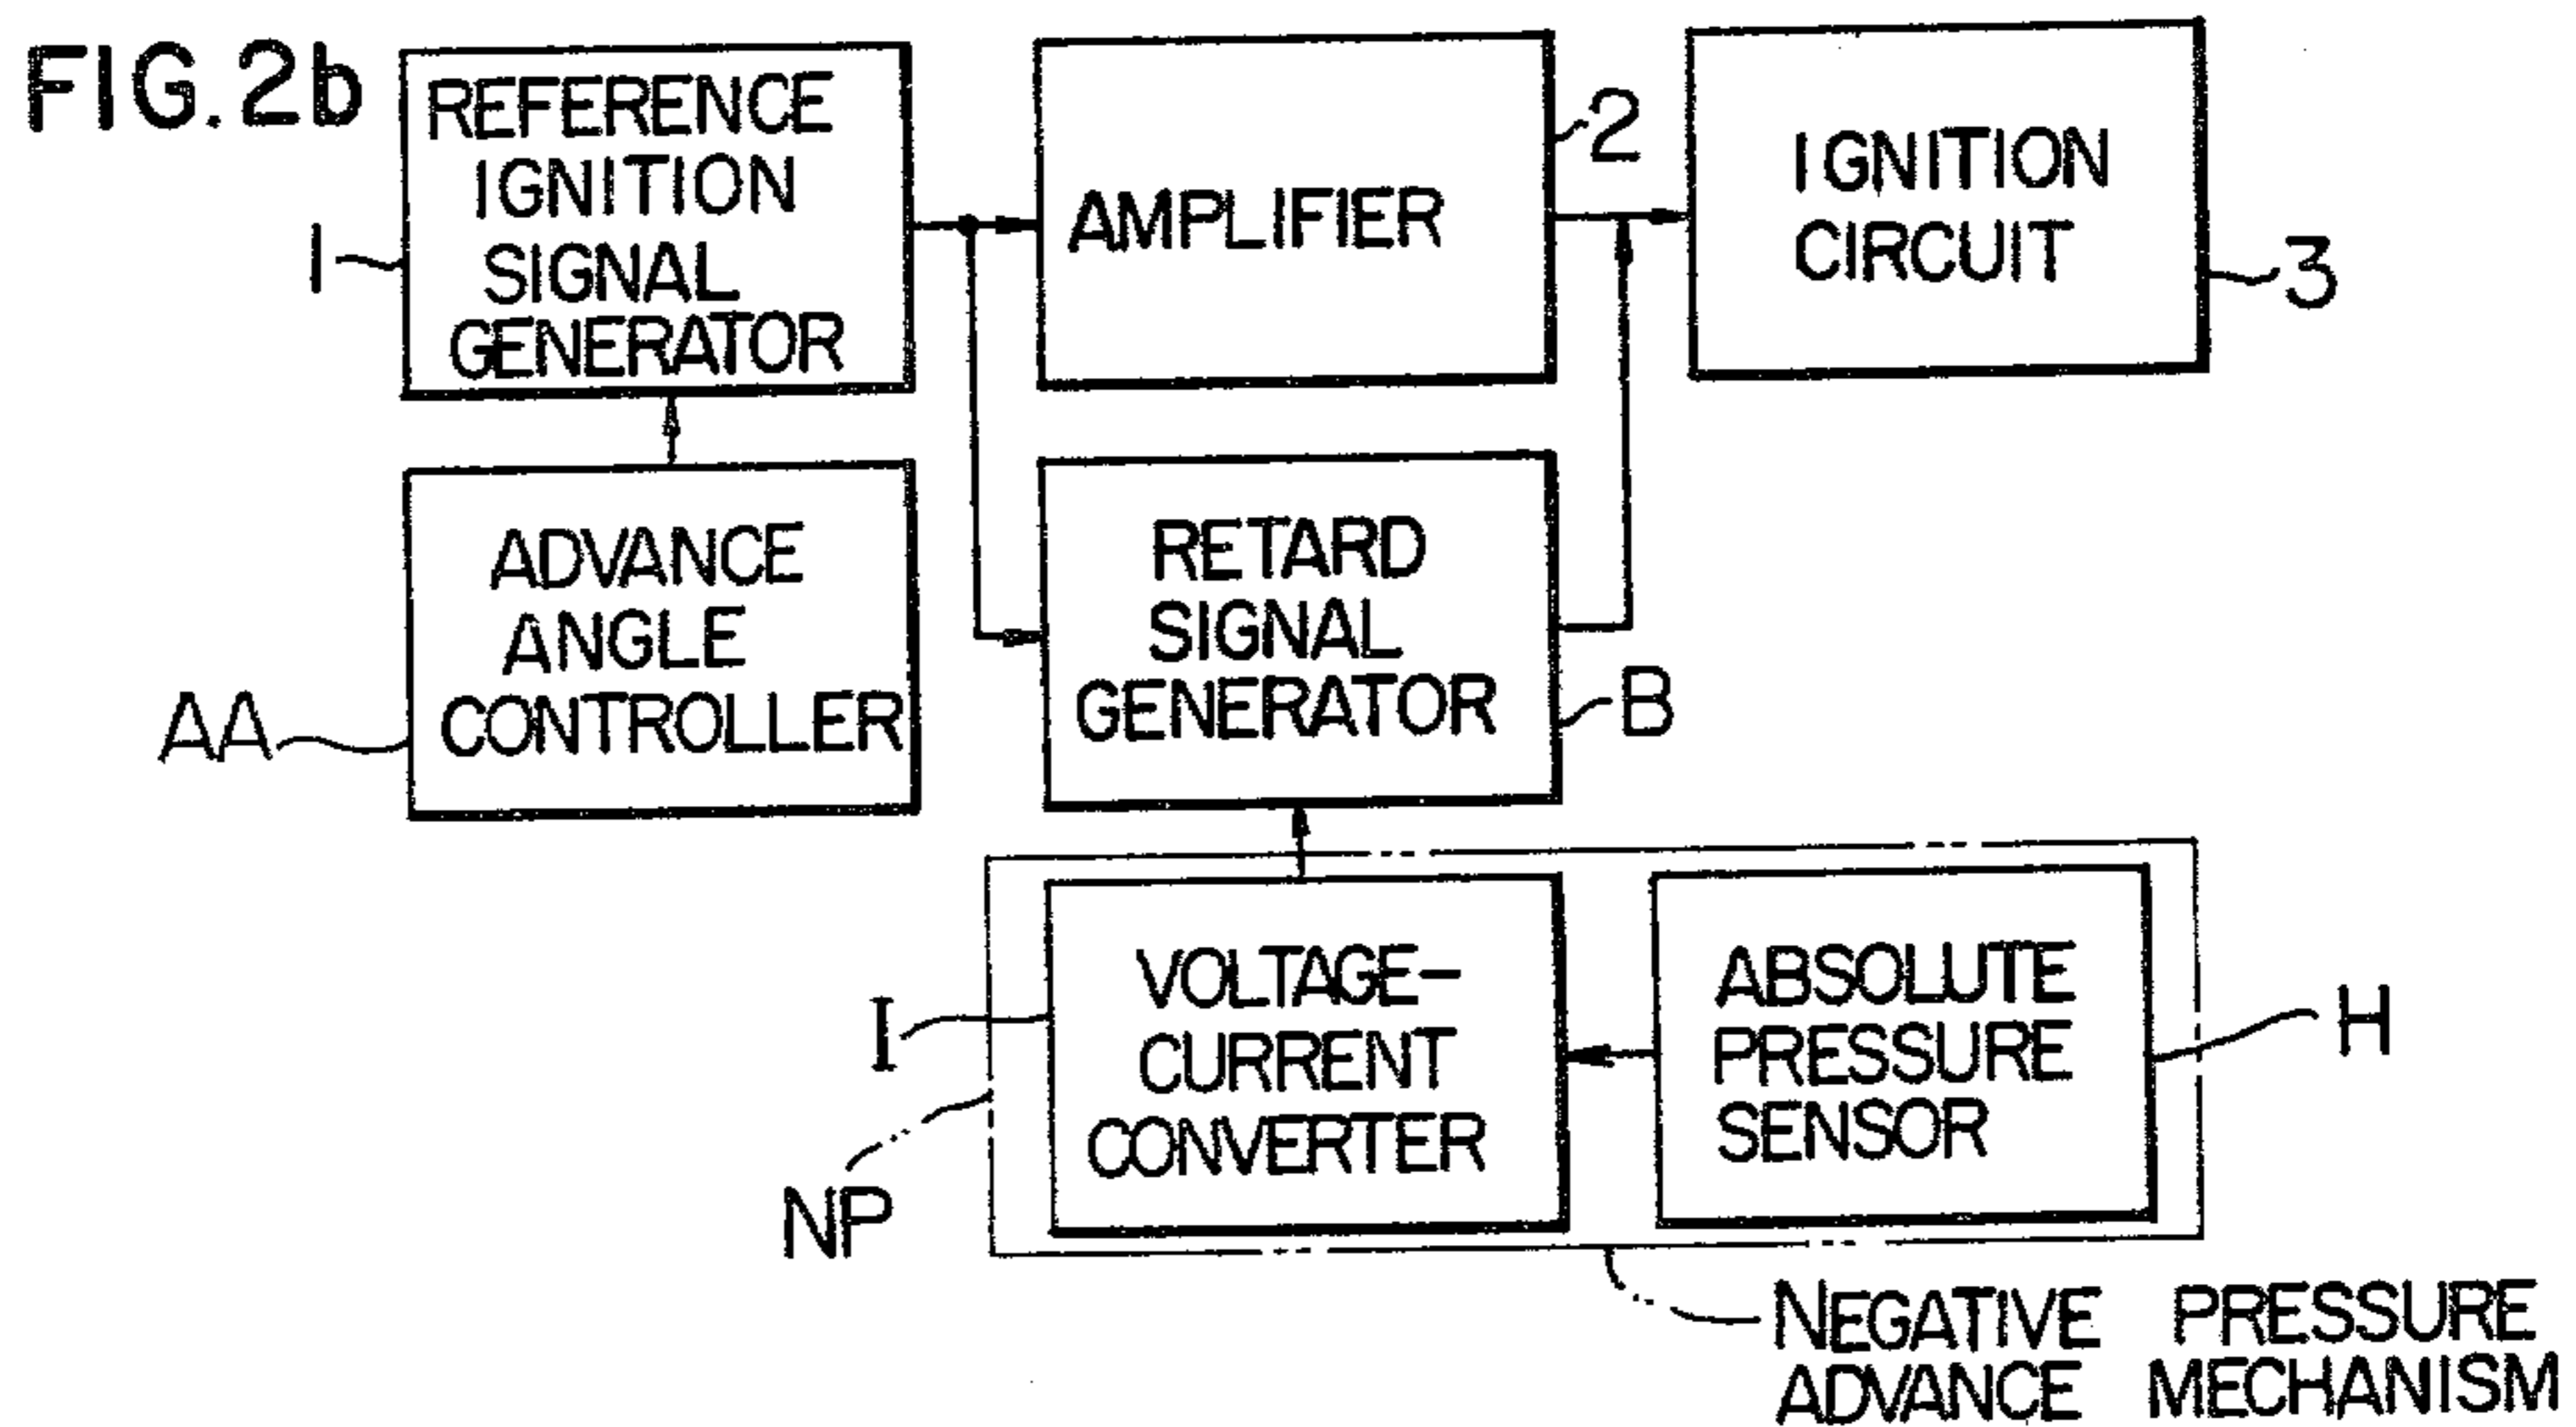 FIG.2b
REFERENCE
IGNITION
SIGNAL
GENERATOR
1
AMPLIFIER
2
IGNITION
CIRCUIT
3
ADVANCE
ANGLE
CONTROLLER
AA
RETARD
SIGNAL
GENERATOR
B
VOLTAGE-
CURRENT
CONVERTER
I
ABSOLUTE
PRESSURE
SENSOR
H
NP
NEGATIVE PRESSURE
ADVANCE MECHANISM